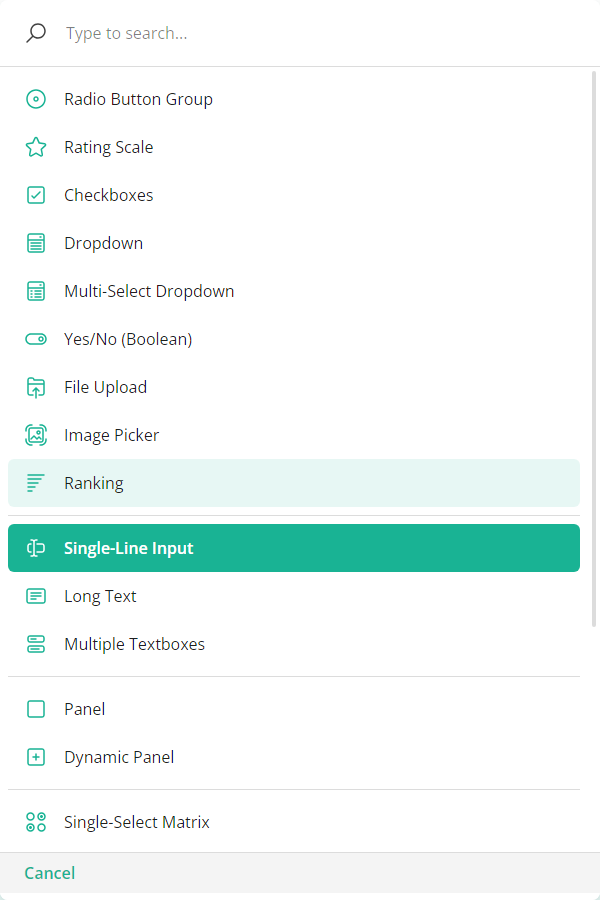 Type to search...
Radio Button Group
Rating Scale
Checkboxes
Dropdown
Multi-Select Dropdown
Yes/No (Boolean)
File Upload
Image Picker
Ranking
Single-Line Input
Long Text
Multiple Textboxes
Panel
Dynamic Panel
Single-Select Matrix
Cancel